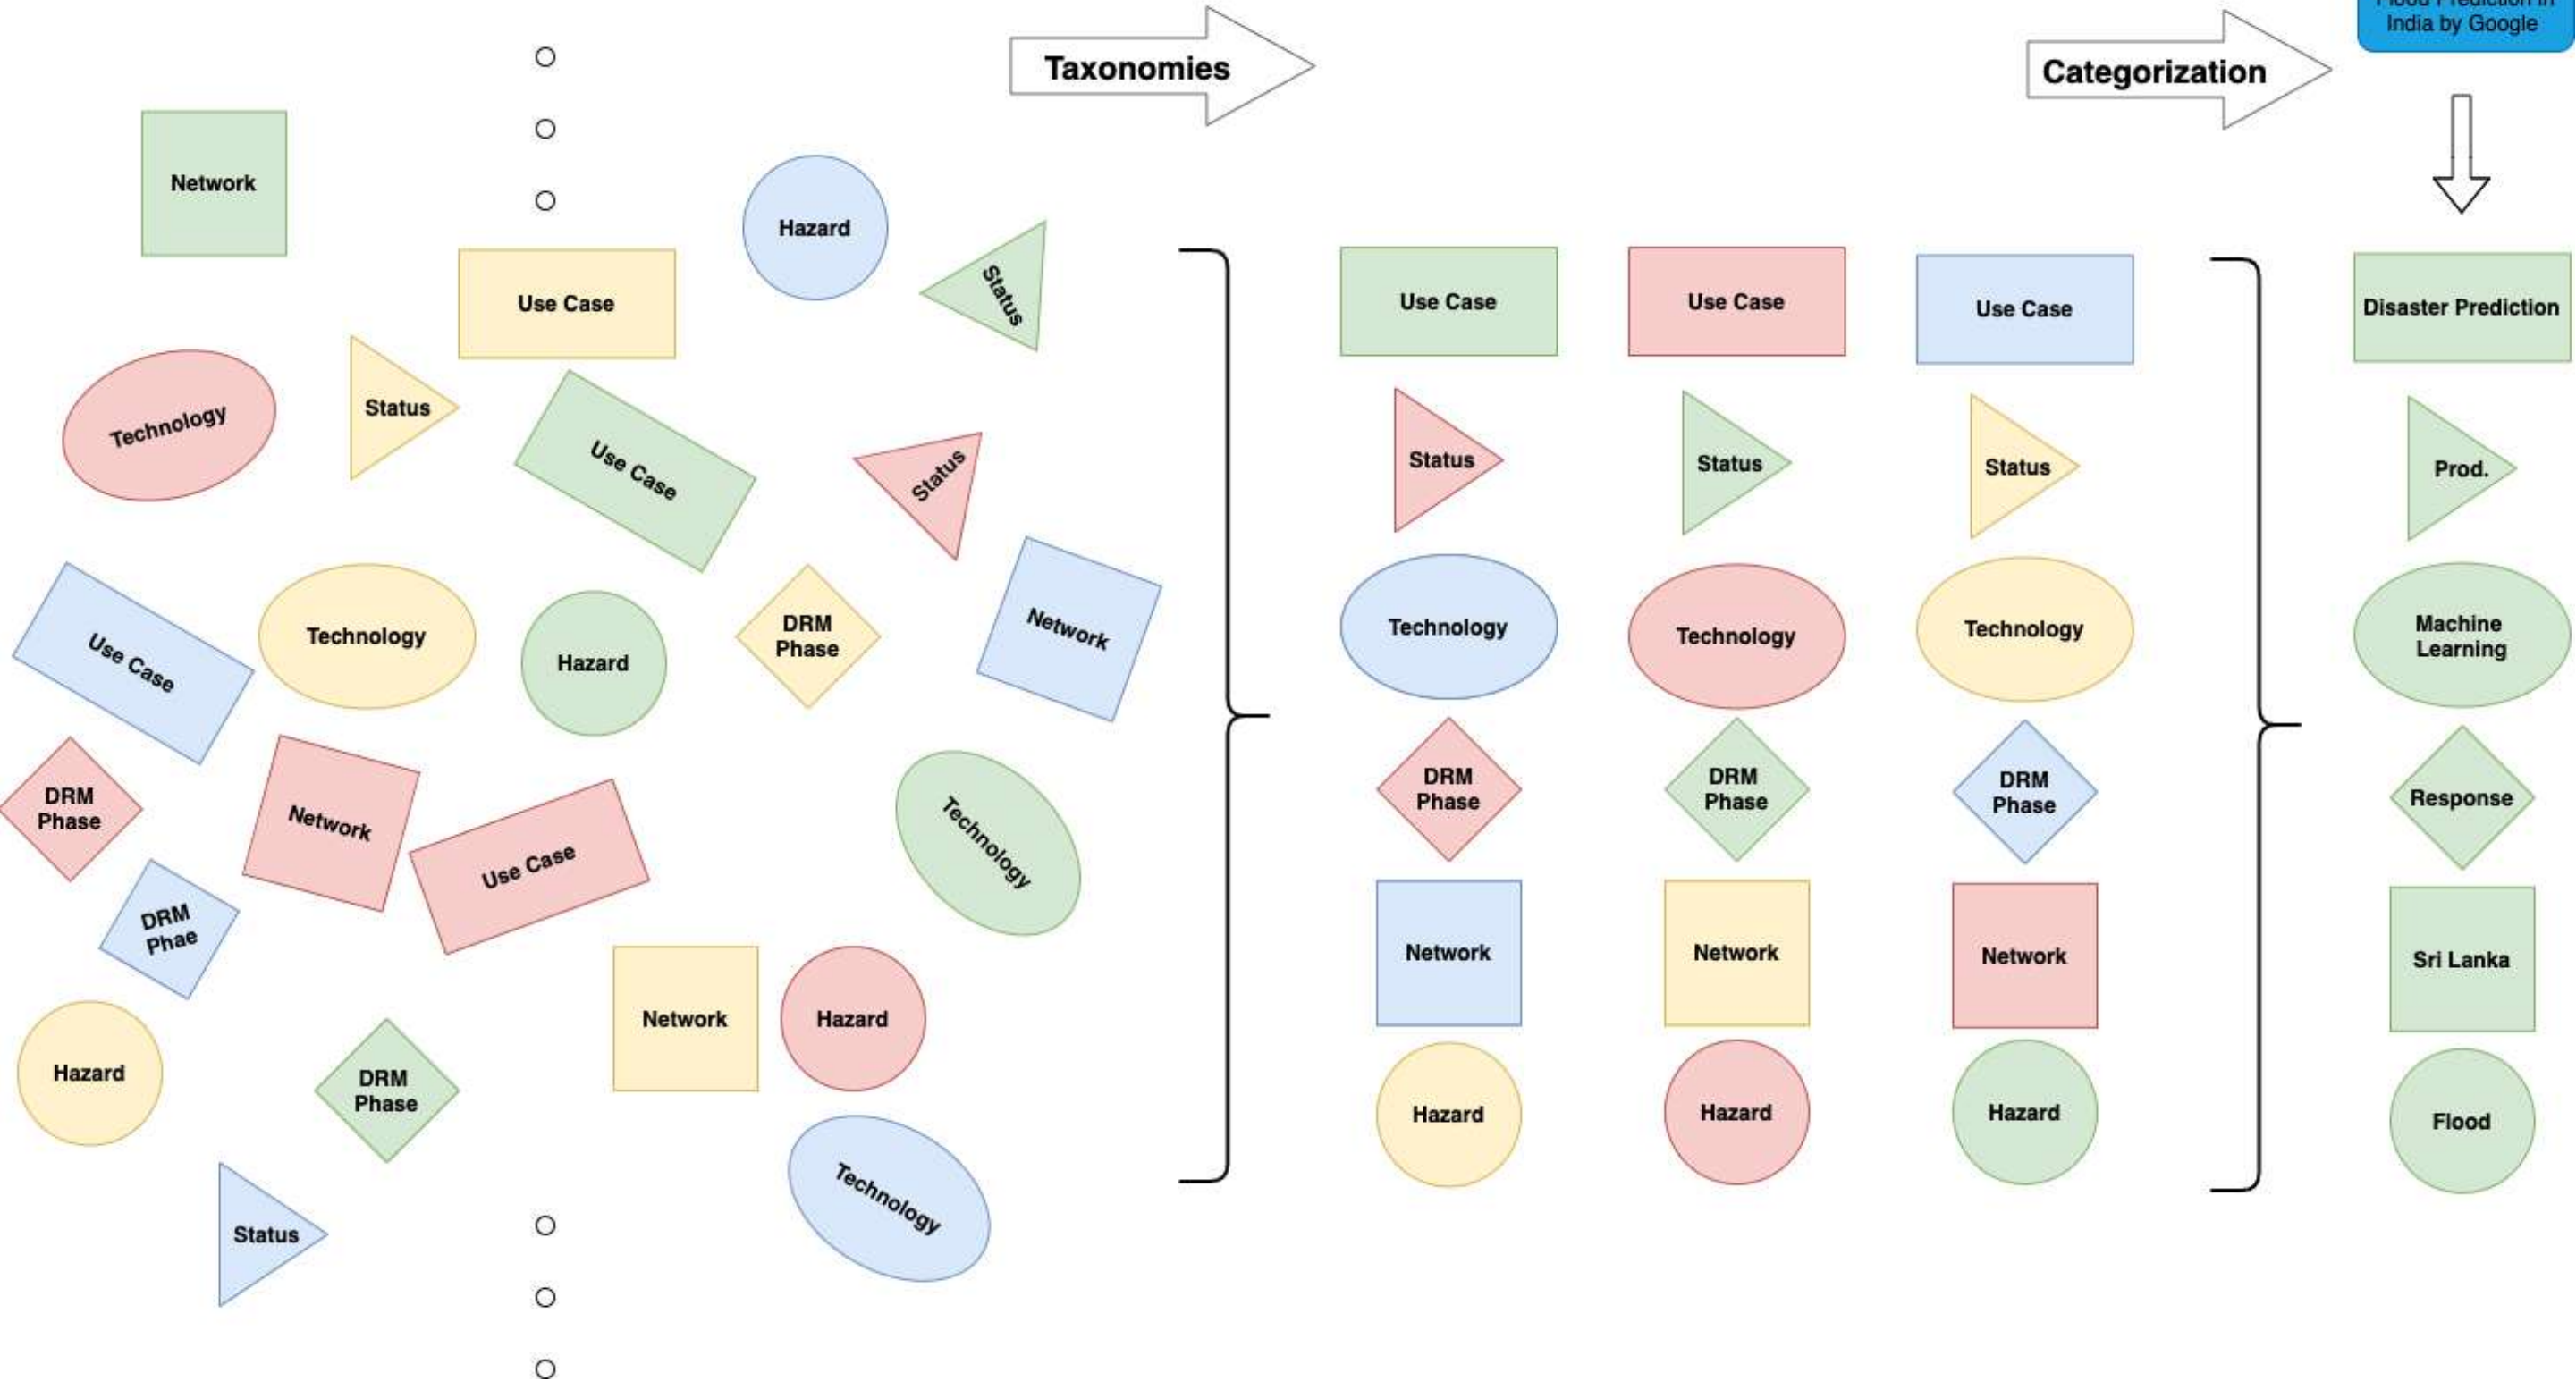 Taxonomies
Categorization
Flood Prediction in
India by Google
Network
Hazard
Status
Use Case
Technology
Status
Use Case
Status
Use Case
Technology
Hazard
DRM
Phase
Network
DRM
Phase
Network
Use Case
Technology
DRM
Phae
Network
Hazard
Hazard
DRM
Phase
Status
Technology
Use Case
Use Case
Use Case
Status
Status
Status
Technology
Technology
Technology
DRM
Phase
DRM
Phase
DRM
Phase
Network
Network
Network
Hazard
Hazard
Hazard
Disaster Prediction
Prod.
Machine
Learning
Response
Sri Lanka
Flood